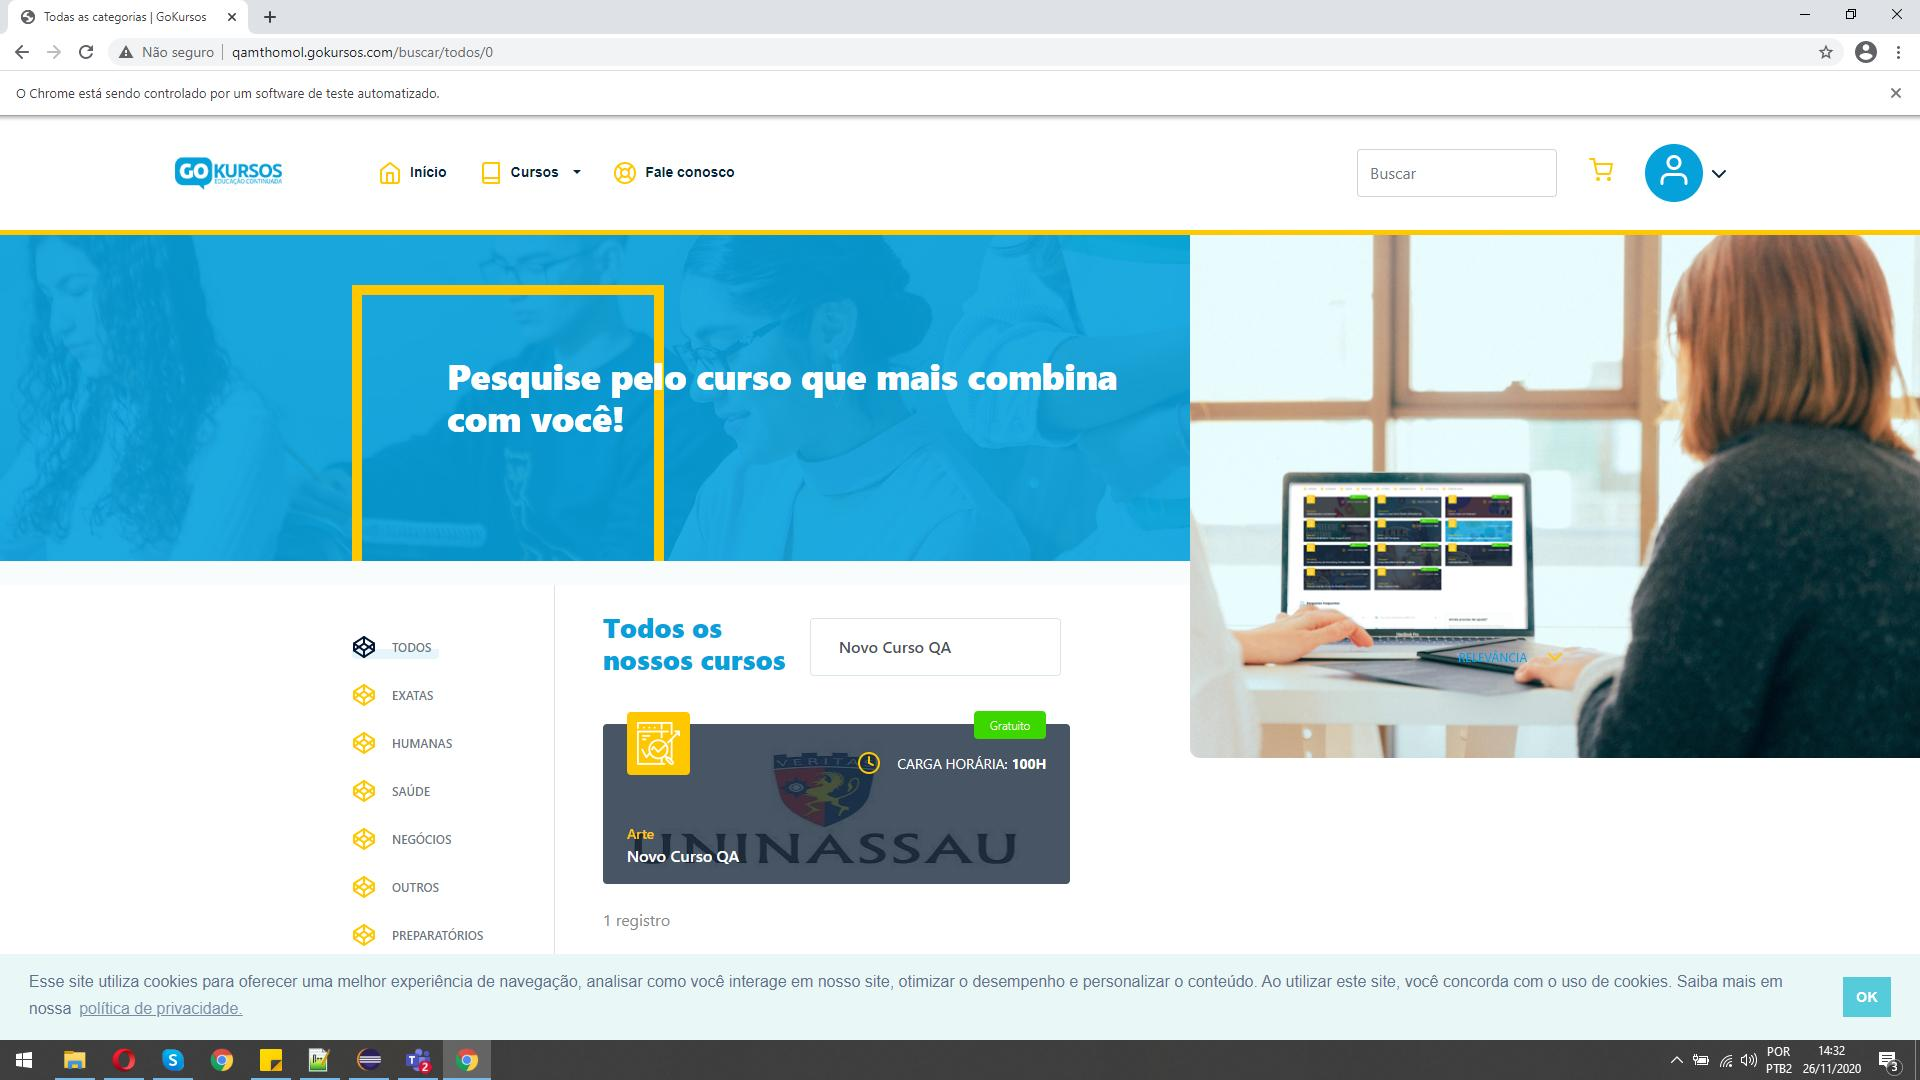 Todas as categorias | GoKursos
Não seguro
qamthomol.gokursos.com/buscar/todos/0
O Chrome está sendo controlado por um software de teste automatizado.
GO KURSOS
EDUCAÇÃO CONTINUADA
Início
Cursos
Fale conosco
Buscar
Pesquise pelo curso que mais combina
com você!
TODOS
EXATAS
HUMANAS
SAÚDE
NEGÓCIOS
OUTROS
PREPARATÓRIOS
Todos os
nossos cursos
Novo Curso QA
RELEVÂNCIA
Gratuito
CARGA HORÁRIA: 100H
VERITA
UNINASSAU
Arte
Novo Curso QA
1 registro
MacBook Pro
Esse site utiliza cookies para oferecer uma melhor experiência de navegação, analisar como você interage em nosso site, otimizar o desempenho e personalizar o conteúdo. Ao utilizar este site, você concorda com o uso de cookies. Saiba mais em
nossa política de privacidade.
OK
2
POR
PTB2
14:32
26/11/2020
3